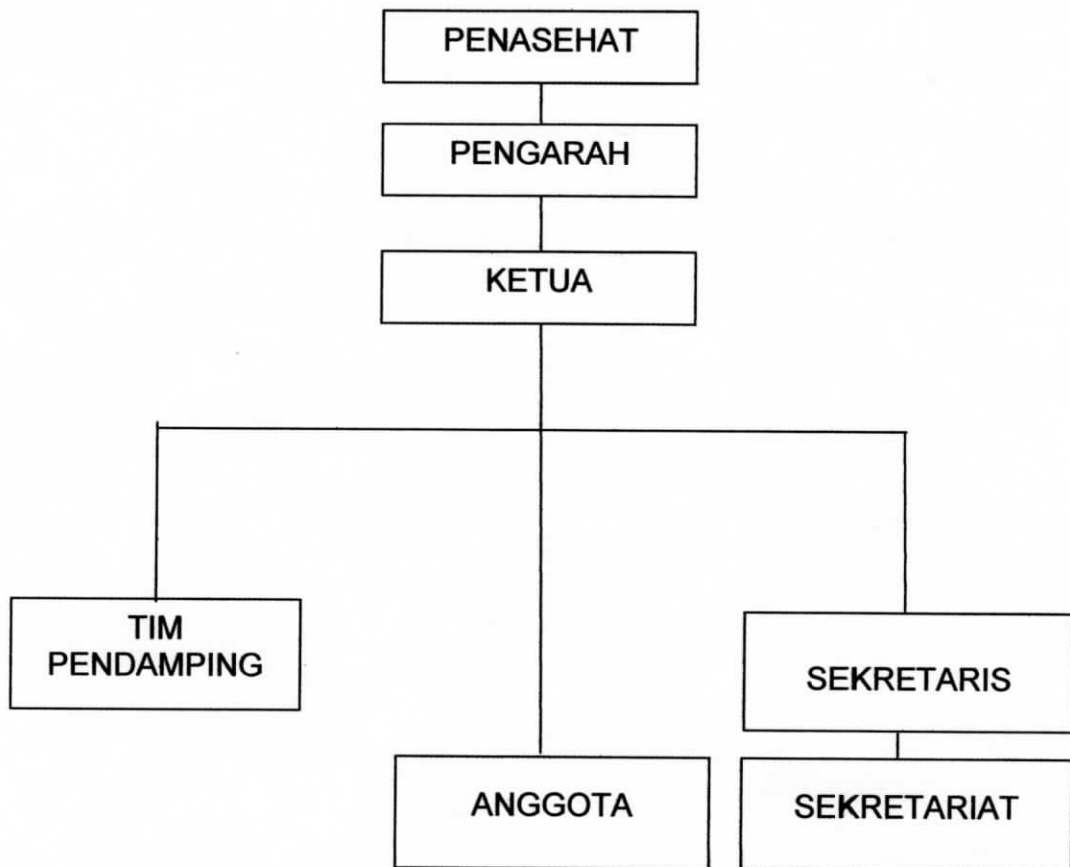 PENASEHAT
PENGARAH
KETUA
TIM
PENDAMPING
SEKRETARIS
ANGGOTA
SEKRETARIAT